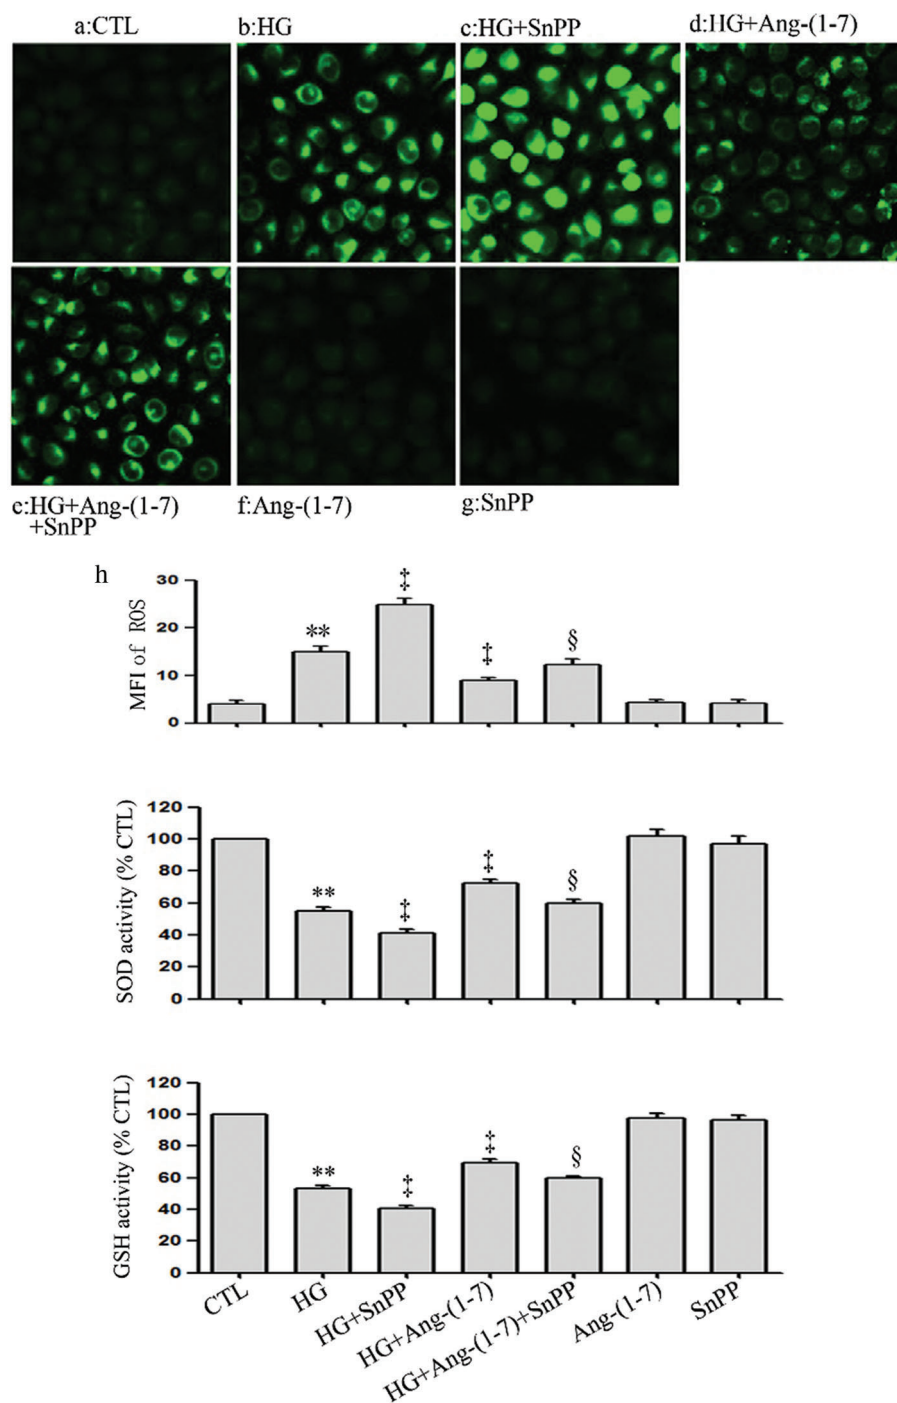 a:CTL
b:HG
c:HG+SnPP
d:HG+Ang-(1-7)
e:HG+Ang-(1-7)
+SnPP
f:Ang-(1-7)
g:SnPP
h
MFI of ROS
30
20
10
0
**
‡
‡
§
SOD activity (% CTL)
120
100
80
60
40
20
0
**
‡
‡
§
GSH activity (% CTL)
120
100
80
60
40
20
0
**
‡
‡
§
CTL
HG
HG+SnPP
HG+Ang-(1-7)
HG+Ang-(1-7)+SnPP
Ang-(1-7)
SnPP